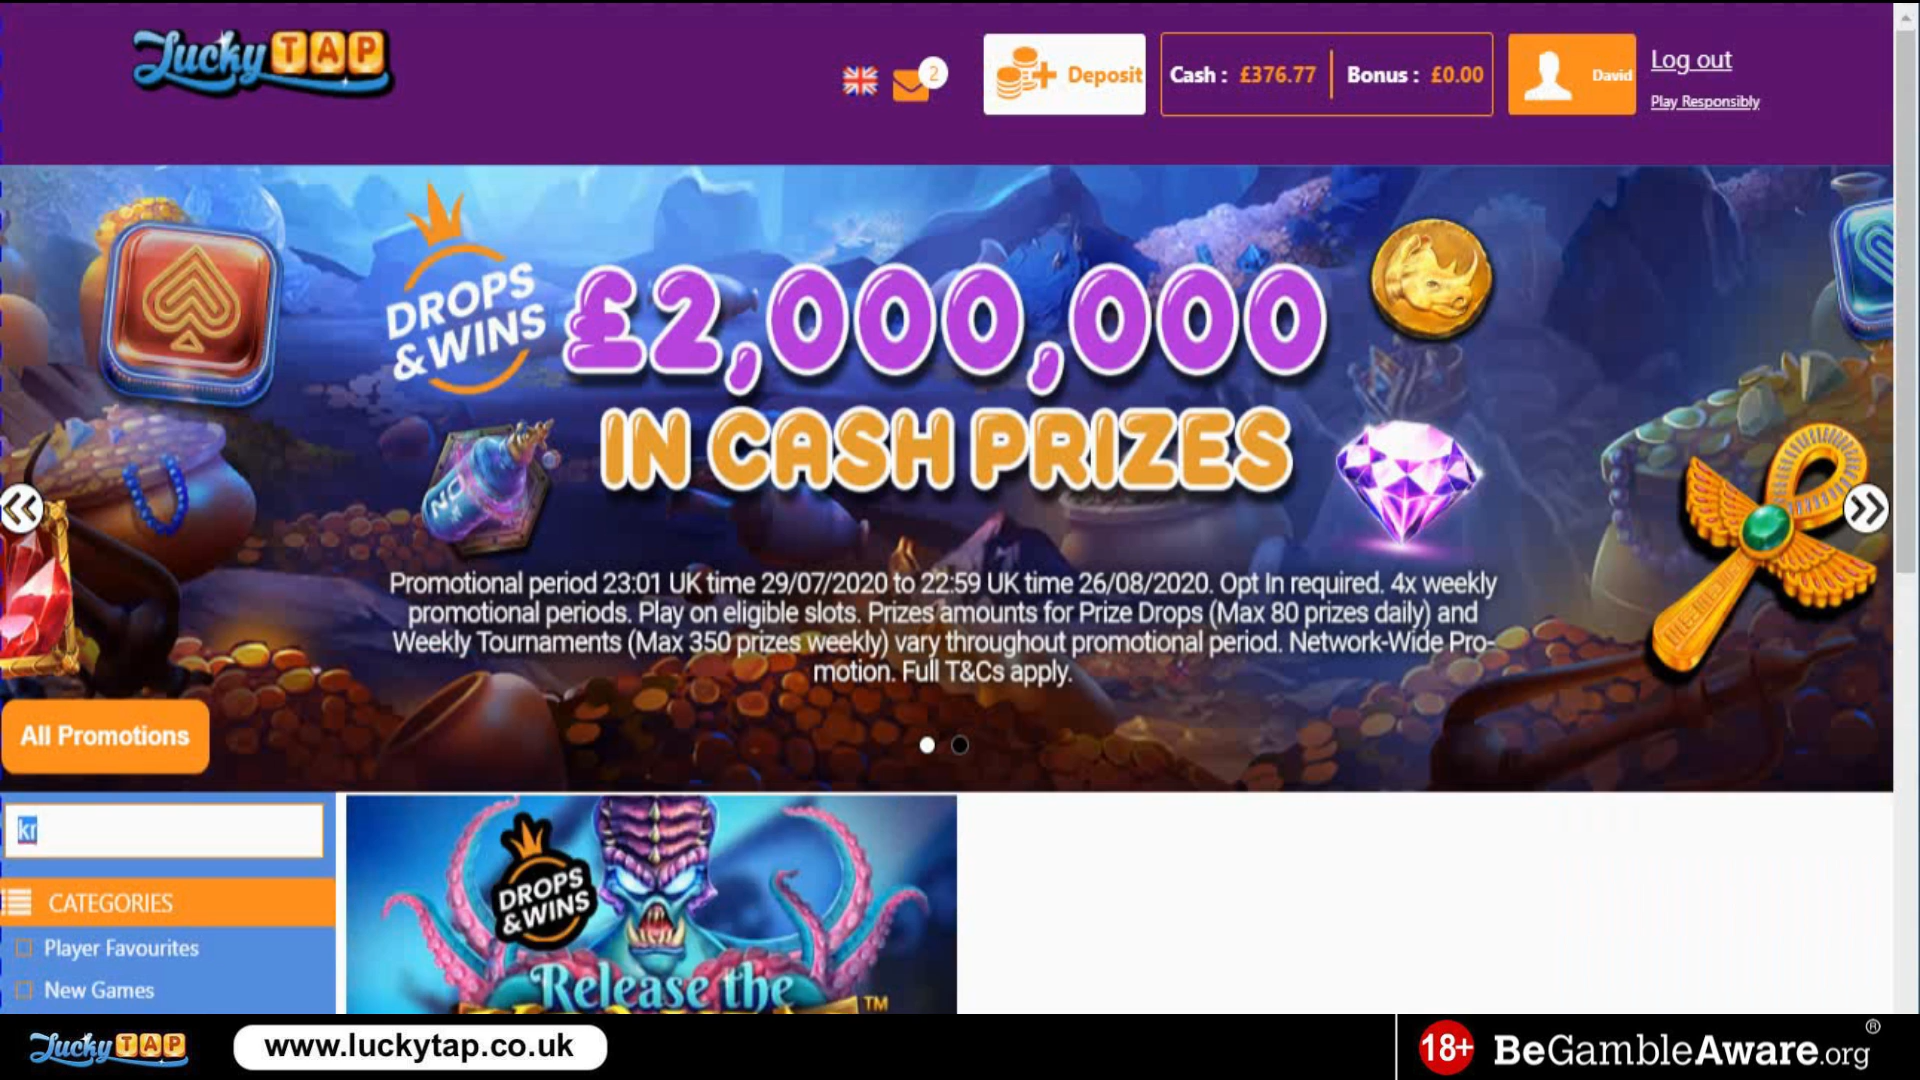 Lucky TAP
2
Deposit
Cash : £376.77
Bonus : £0.00
David
Log out
Play Responsibly
DROPS
& WINS
£2,000,000
IN CASH PRIZES
Promotional period 23:01 UK time 29/07/2020 to 22:59 UK time 26/08/2020. Opt In required. 4x weekly
promotional periods. Play on eligible slots. Prizes amounts for Prize Drops (Max 80 prizes daily) and
Weekly Tournaments (Max 350 prizes weekly) vary throughout promotional period. Network-Wide Pro-
motion. Full T&Cs apply.
All Promotions
kr
CATEGORIES
Player Favourites
New Games
DROPS
& WINS
Release the
TM
Lucky TAP
www.luckytap.co.uk
18+
BeGambleAware.org
®